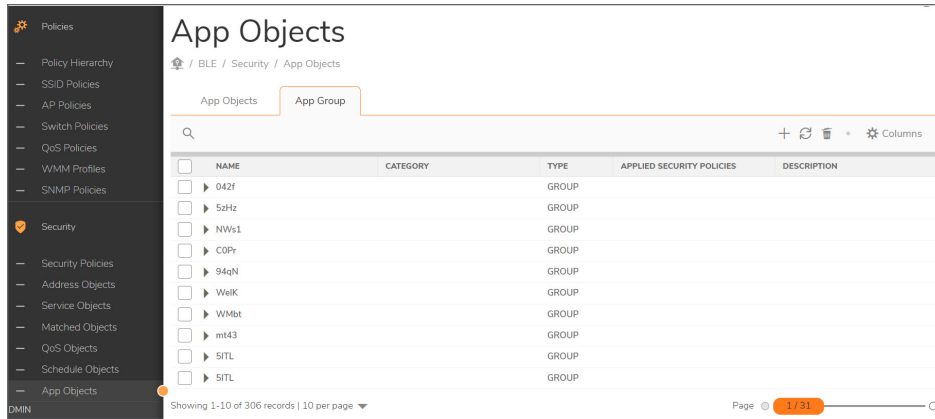 Policies
Policy Hierarchy
SSID Policies
AP Policies
Switch Policies
QoS Policies
WMM Profiles
SNMP Policies
Security
Security Policies
Address Objects
Service Objects
Matched Objects
QoS Objects
Schedule Objects
App Objects
DMIN
App Objects
/ BLE / Security / App Objects
App Objects App Group
Columns
NAME CATEGORY TYPE APPLIED SECURITY POLICIES DESCRIPTION
042f GROUP
5zHz GROUP
NWs1 GROUP
C0Pr GROUP
94qN GROUP
WelK GROUP
WMbt GROUP
mt43 GROUP
5ITL GROUP
5ITL GROUP
Showing 1-10 of 306 records | 10 per page
Page 1 / 31